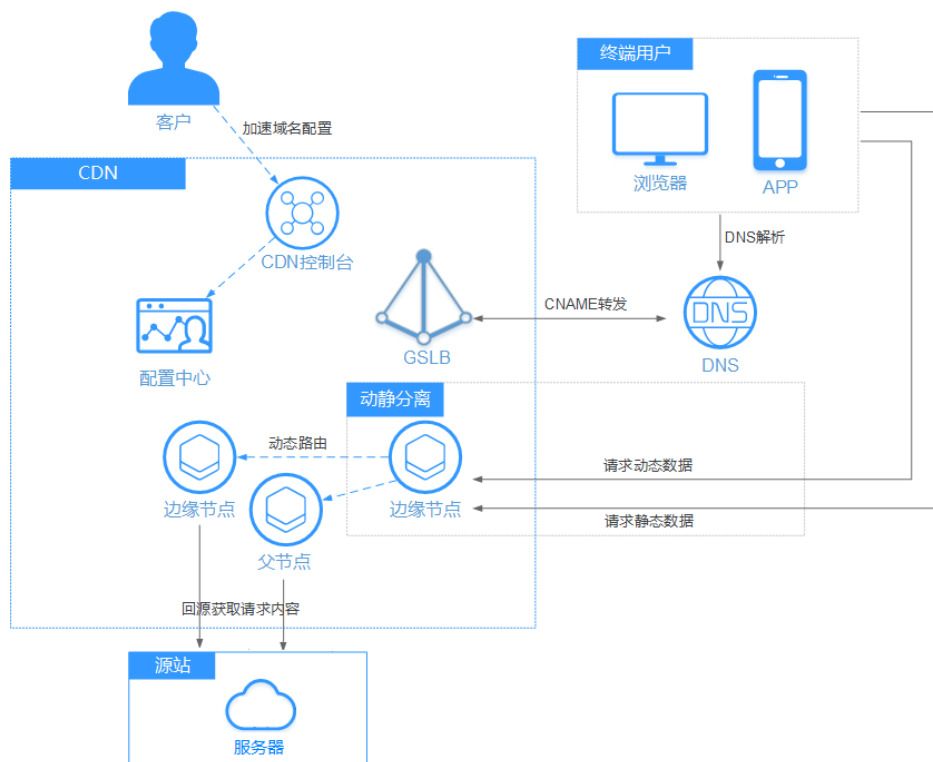 客户
加速域名配置
终端用户
浏览器
APP
CDN
CDN控制台
DNS解析
CNAME转发
GSLB
DNS
DNS
配置中心
动静分离
动态路由
边缘节点
边缘节点
请求动态数据
请求静态数据
父节点
回源获取请求内容
源站
服务器